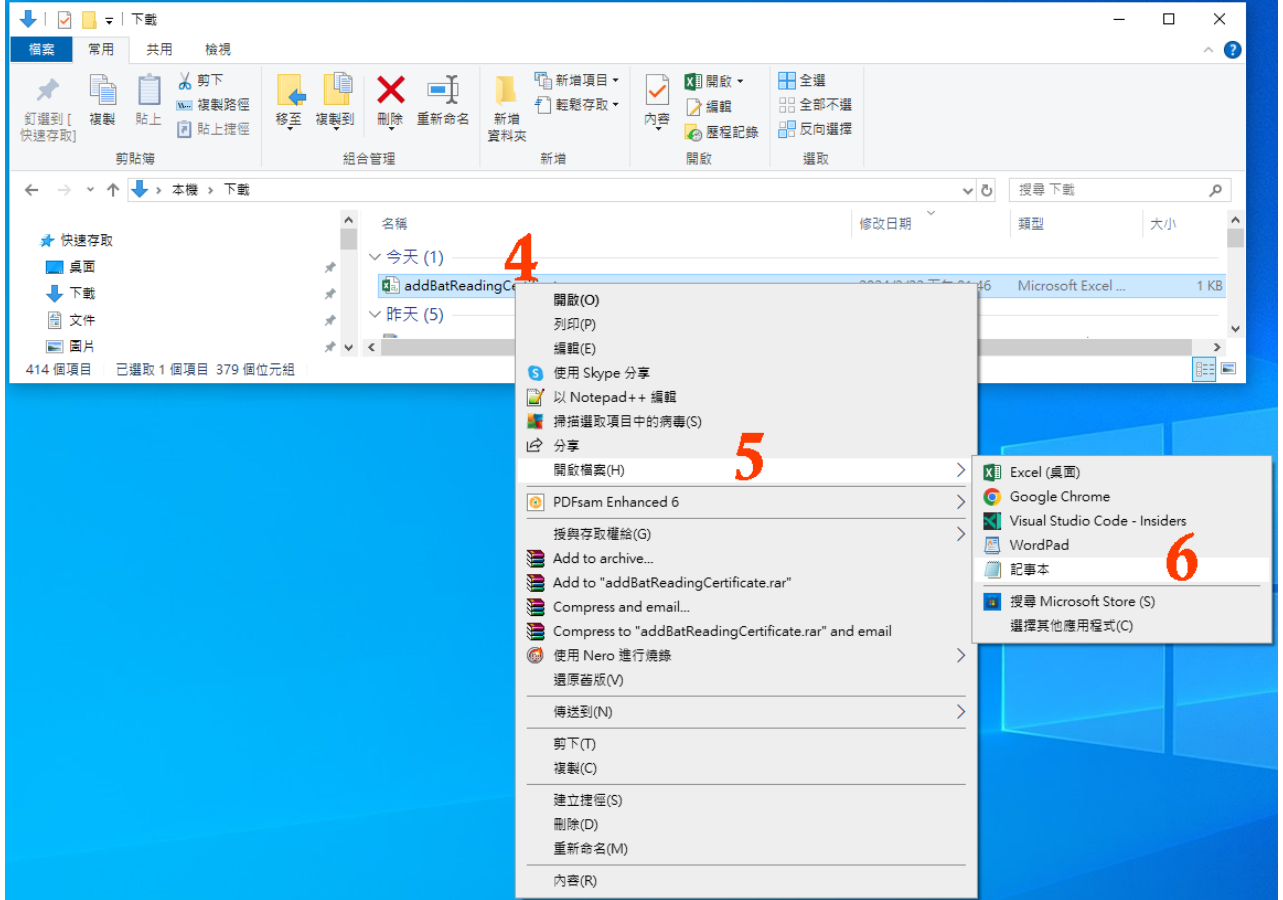 下載
檔案 常用 共用 檢視
釘選到 [快速存取]
複製
貼上
剪下
複製路徑
貼上捷徑
剪貼簿
移至
複製到
刪除
重新命名
組合管理
新增資料夾
新增項目
輕鬆存取
新增
內容
開啟
編輯
歷程記錄
開啟
全選
全部不選
反向選擇
選取
本機 › 下載
搜尋 下載
快速存取
桌面
下載
文件
圖片
名稱 修改日期 類型 大小
今天 (1)
4
addBatReadingCe Microsoft Excel ... 1 KB
昨天 (5)
414 個項目 已選取 1 個項目 379 個位元組
開啟(O)
列印(P)
編輯(E)
使用 Skype 分享
以 Notepad++ 編輯
掃描選取項目中的病毒(S)
分享
開啟檔案(H)
5
PDFsam Enhanced 6
授與存取權給(G)
Add to archive...
Add to "addBatReadingCertificate.rar"
Compress and email...
Compress to "addBatReadingCertificate.rar" and email
使用 Nero 進行燒錄
還原舊版(V)
傳送到(N)
剪下(T)
複製(C)
建立捷徑(S)
刪除(D)
重新命名(M)
內容(R)
Excel (桌面)
Google Chrome
Visual Studio Code - Insiders
WordPad
記事本
6
搜尋 Microsoft Store (S)
選擇其他應用程式(C)